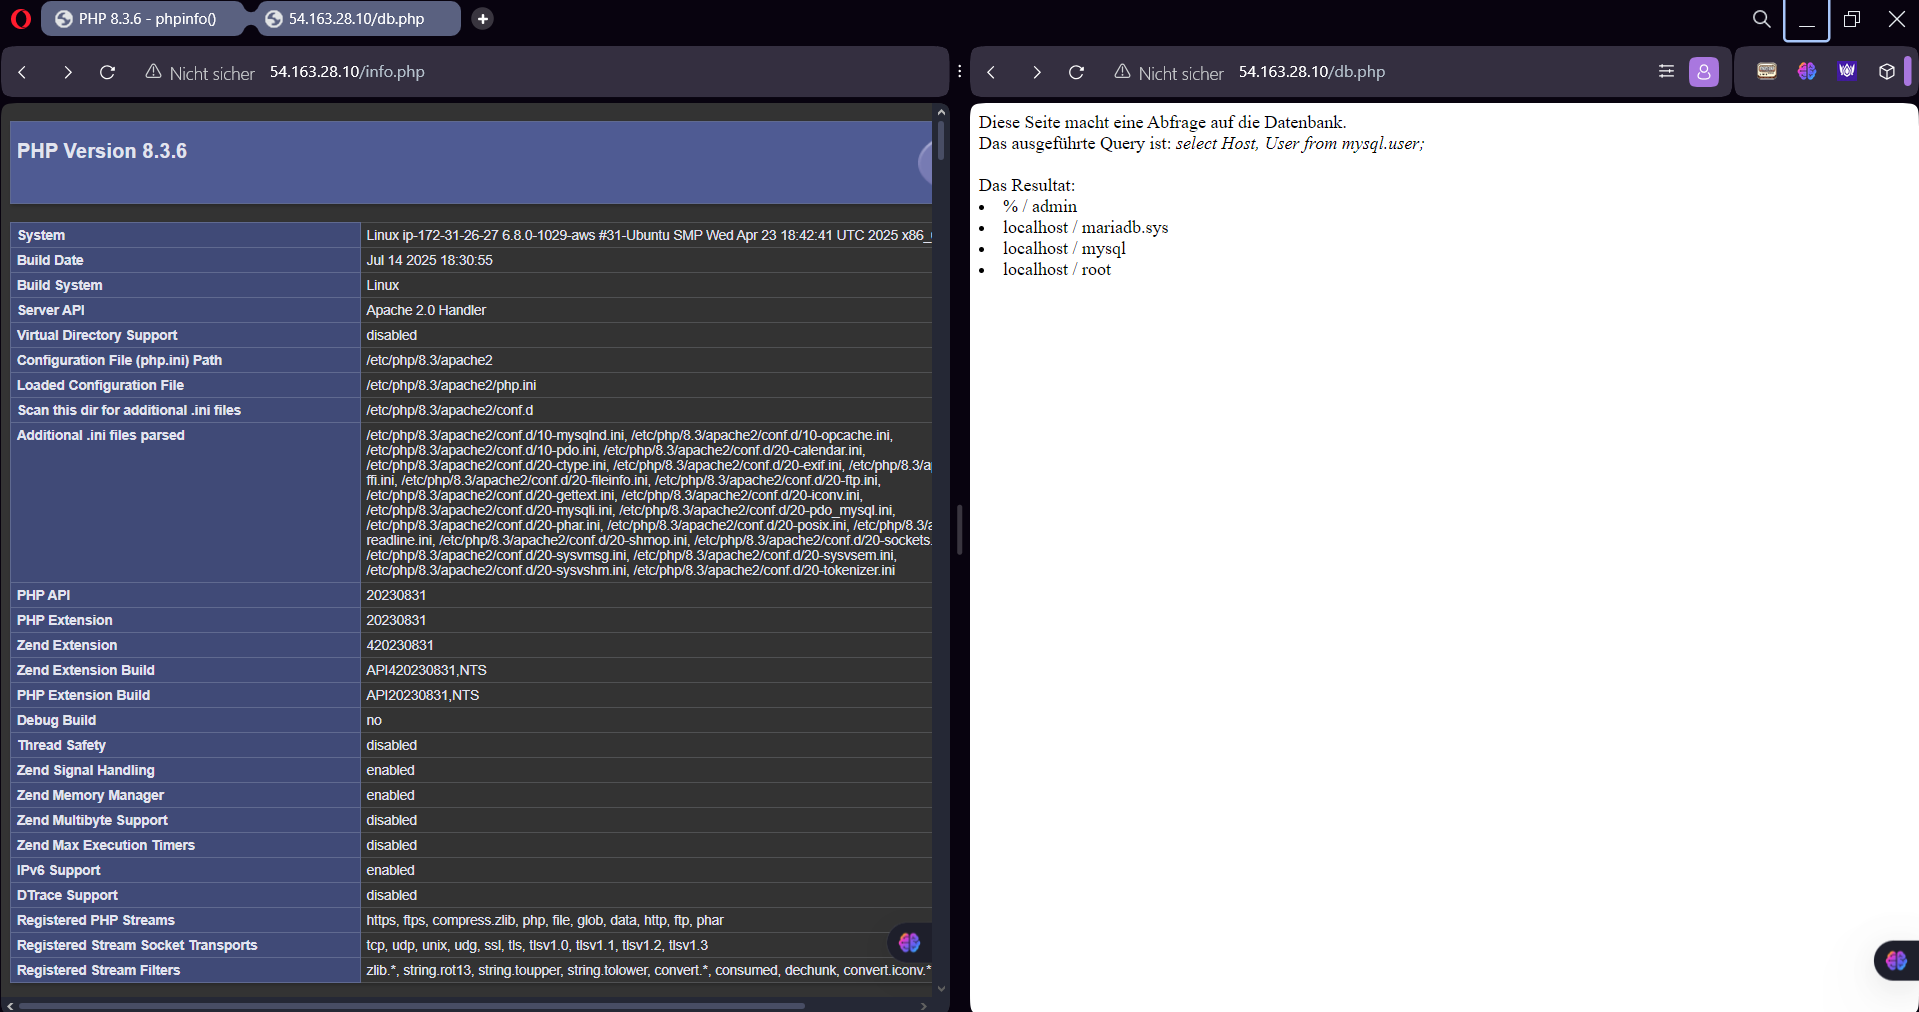 PHP 8.3.6 - phpinfo()
54.163.28.10/db.php
Nicht sicher 54.163.28.10/info.php
Nicht sicher 54.163.28.10/db.php
PHP Version 8.3.6
System Linux ip-172-31-26-27 6.8.0-1029-aws #31-Ubuntu SMP Wed Apr 23 18:42:41 UTC 2025 x86_
Build Date Jul 14 2025 18:30:55
Build System Linux
Server API Apache 2.0 Handler
Virtual Directory Support disabled
Configuration File (php.ini) Path /etc/php/8.3/apache2
Loaded Configuration File /etc/php/8.3/apache2/php.ini
Scan this dir for additional .ini files /etc/php/8.3/apache2/conf.d
Additional .ini files parsed /etc/php/8.3/apache2/conf.d/10-mysqlnd.ini, /etc/php/8.3/apache2/conf.d/10-opcache.ini,
/etc/php/8.3/apache2/conf.d/10-pdo.ini, /etc/php/8.3/apache2/conf.d/20-calendar.ini,
/etc/php/8.3/apache2/conf.d/20-ctype.ini, /etc/php/8.3/apache2/conf.d/20-exif.ini, /etc/php/8.3/a
ffi.ini, /etc/php/8.3/apache2/conf.d/20-fileinfo.ini, /etc/php/8.3/apache2/conf.d/20-ftp.ini,
/etc/php/8.3/apache2/conf.d/20-gettext.ini, /etc/php/8.3/apache2/conf.d/20-iconv.ini,
/etc/php/8.3/apache2/conf.d/20-mysqli.ini, /etc/php/8.3/apache2/conf.d/20-pdo_mysql.ini,
/etc/php/8.3/apache2/conf.d/20-phar.ini, /etc/php/8.3/apache2/conf.d/20-posix.ini, /etc/php/8.3/a
readline.ini, /etc/php/8.3/apache2/conf.d/20-shmop.ini, /etc/php/8.3/apache2/conf.d/20-sockets.
/etc/php/8.3/apache2/conf.d/20-sysvmsg.ini, /etc/php/8.3/apache2/conf.d/20-sysvsem.ini,
/etc/php/8.3/apache2/conf.d/20-sysvshm.ini, /etc/php/8.3/apache2/conf.d/20-tokenizer.ini
PHP API 20230831
PHP Extension 20230831
Zend Extension 420230831
Zend Extension Build API420230831,NTS
PHP Extension Build API20230831,NTS
Debug Build no
Thread Safety disabled
Zend Signal Handling enabled
Zend Memory Manager enabled
Zend Multibyte Support disabled
Zend Max Execution Timers disabled
IPv6 Support enabled
DTrace Support disabled
Registered PHP Streams https, ftps, compress.zlib, php, file, glob, data, http, ftp, phar
Registered Stream Socket Transports tcp, udp, unix, udg, ssl, tls, tlsv1.0, tlsv1.1, tlsv1.2, tlsv1.3
Registered Stream Filters zlib.*, string.rot13, string.toupper, string.tolower, convert.*, consumed, dechunk, convert.iconv.*
Diese Seite macht eine Abfrage auf die Datenbank.
Das ausgeführte Query ist: select Host, User from mysql.user;
Das Resultat:
• % / admin
• localhost / mariadb.sys
• localhost / mysql
• localhost / root